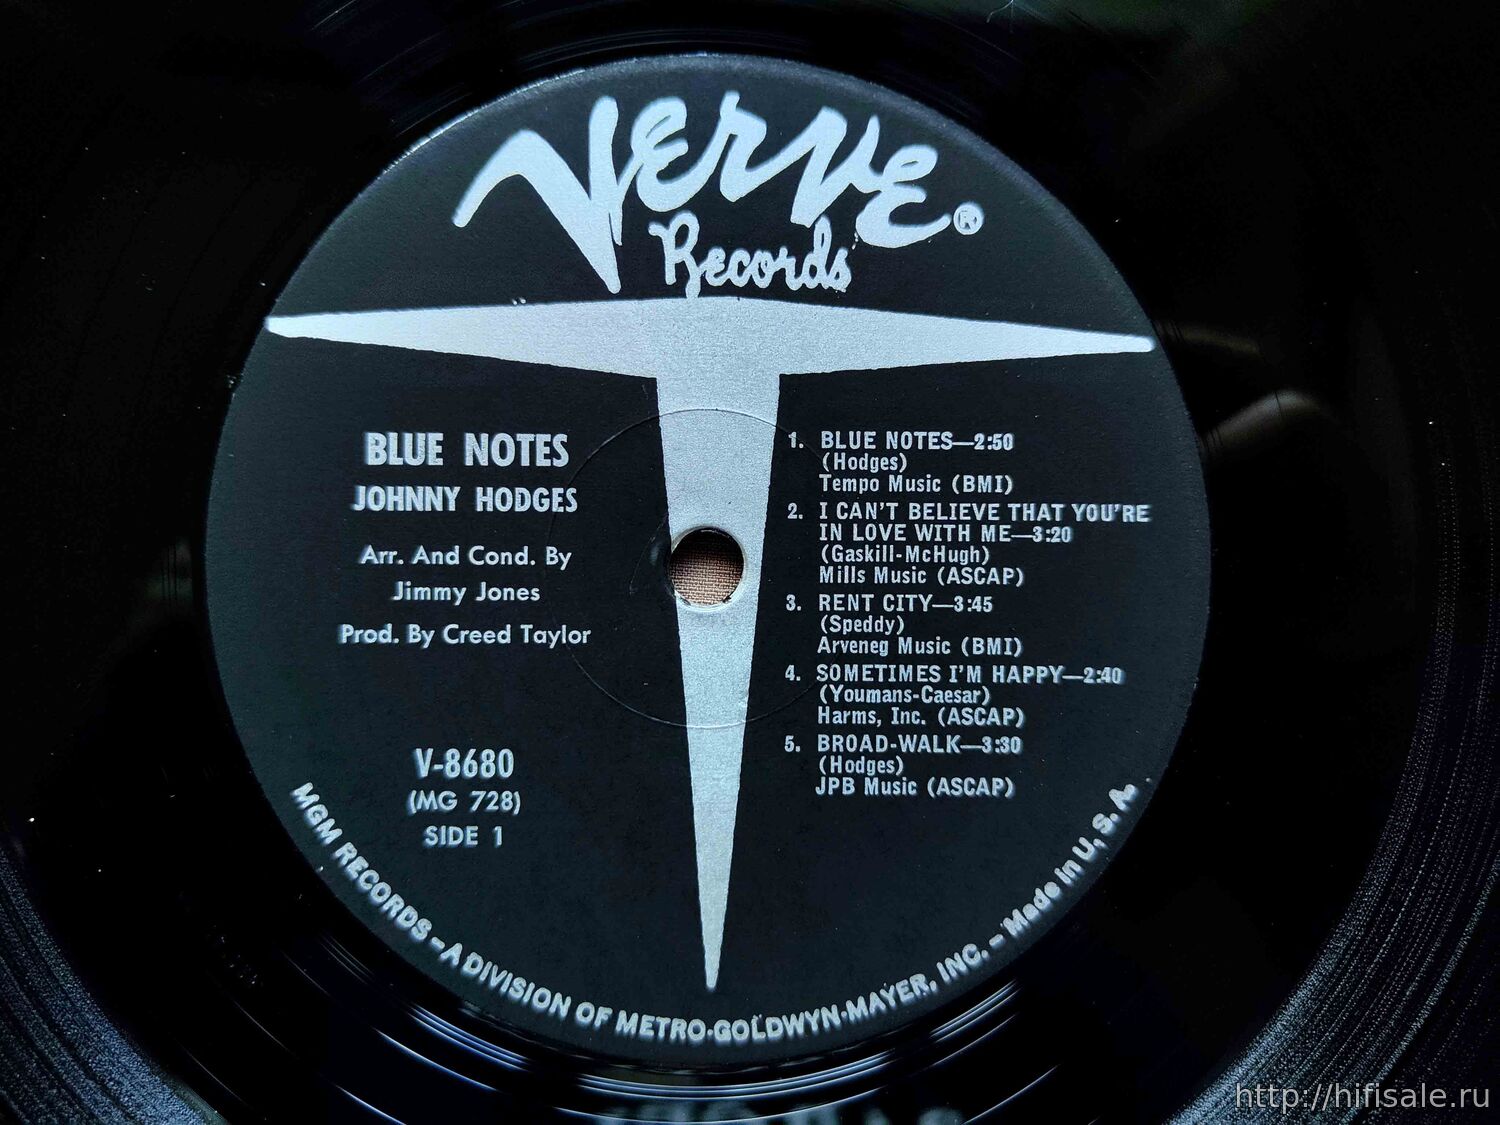 Verve®
Records
BLUE NOTES
JOHNNY HODGES
Arr. And Cond. By
Jimmy Jones
Prod. By Creed Taylor
V-8680
(MG 728)
SIDE 1
1. BLUE NOTES—2:50
(Hodges)
Tempo Music (BMI)
2. I CAN'T BELIEVE THAT YOU'RE
IN LOVE WITH ME—3:20
(Gaskill-McHugh)
Mills Music (ASCAP)
3. RENT CITY—3:45
(Speddy)
Arveneg Music (BMI)
4. SOMETIMES I'M HAPPY—2:40
(Youmans-Caesar)
Harms, Inc. (ASCAP)
5. BROAD-WALK—3:30
(Hodges)
JPB Music (ASCAP)
MGM RECORDS - A DIVISION OF METRO-GOLDWYN-MAYER, INC. - Made in U. S. A.
http://hifisale.ru